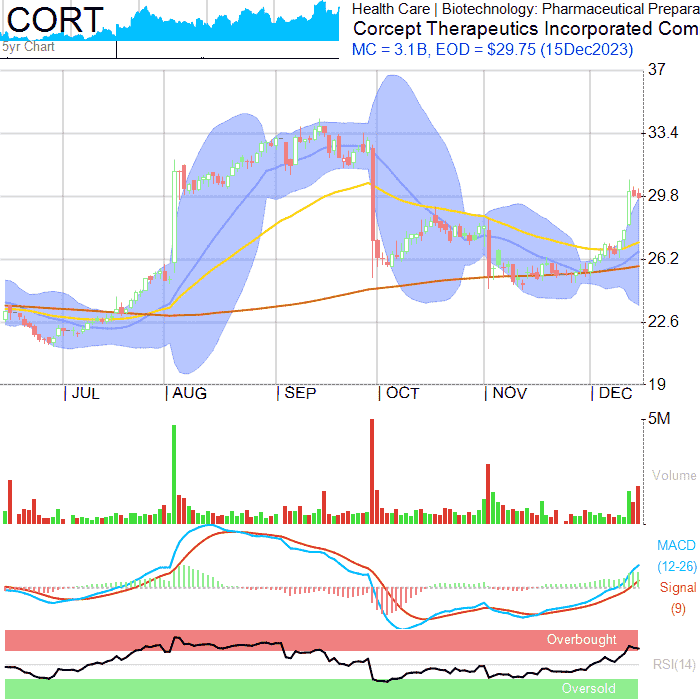 CORT
5yr Chart
Health Care | Biotechnology: Pharmaceutical Prepara
Corcept Therapeutics Incorporated Com
MC = 3.1B, EOD = $29.75 (15Dec2023)
37
33.4
29.8
26.2
22.6
19
| JUL | AUG | SEP | OCT | NOV | DEC
5M
Volume
MACD
(12-26)
Signal
(9)
Overbought
RSI(14)
Oversold